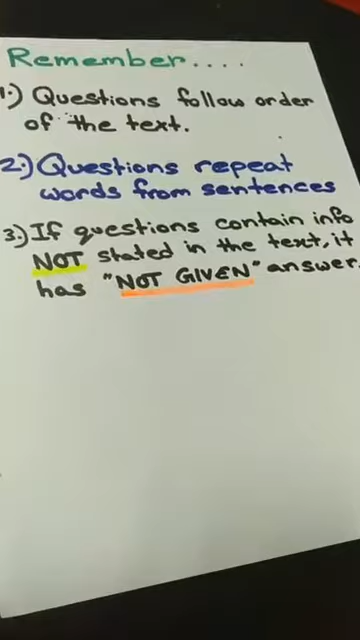 Remember....
1.) Questions follow order
of the text.
2.) Questions repeat
words from sentences
3.) If questions contain info
NOT stated in the text, it
has "NOT GIVEN" answer.